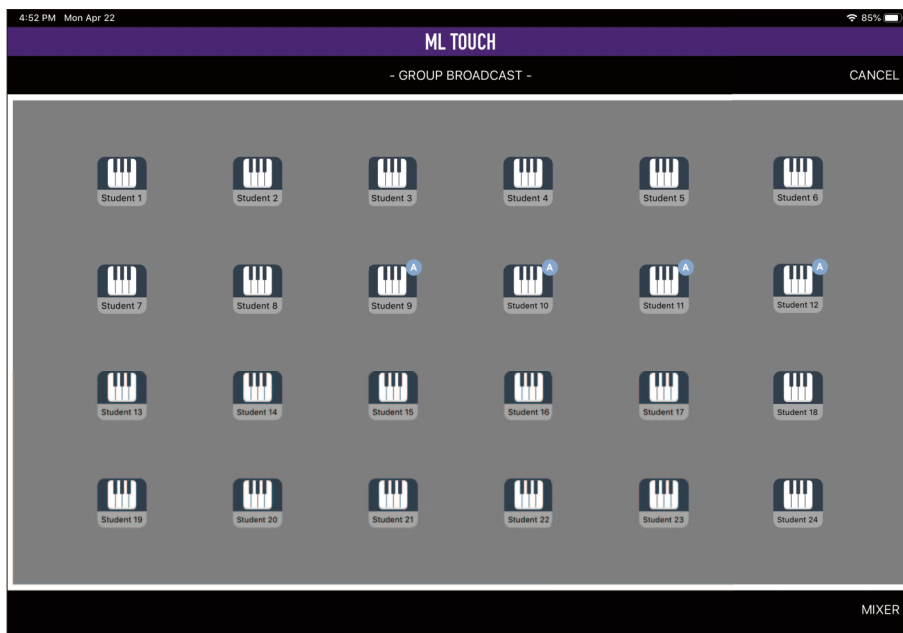 4:52 PM Mon Apr 22 85%
ML TOUCH
- GROUP BROADCAST - CANCEL
Student 1 Student 2 Student 3 Student 4 Student 5 Student 6
A A A A
Student 7 Student 8 Student 9 Student 10 Student 11 Student 12
Student 13 Student 14 Student 15 Student 16 Student 17 Student 18
Student 19 Student 20 Student 21 Student 22 Student 23 Student 24
MIXER